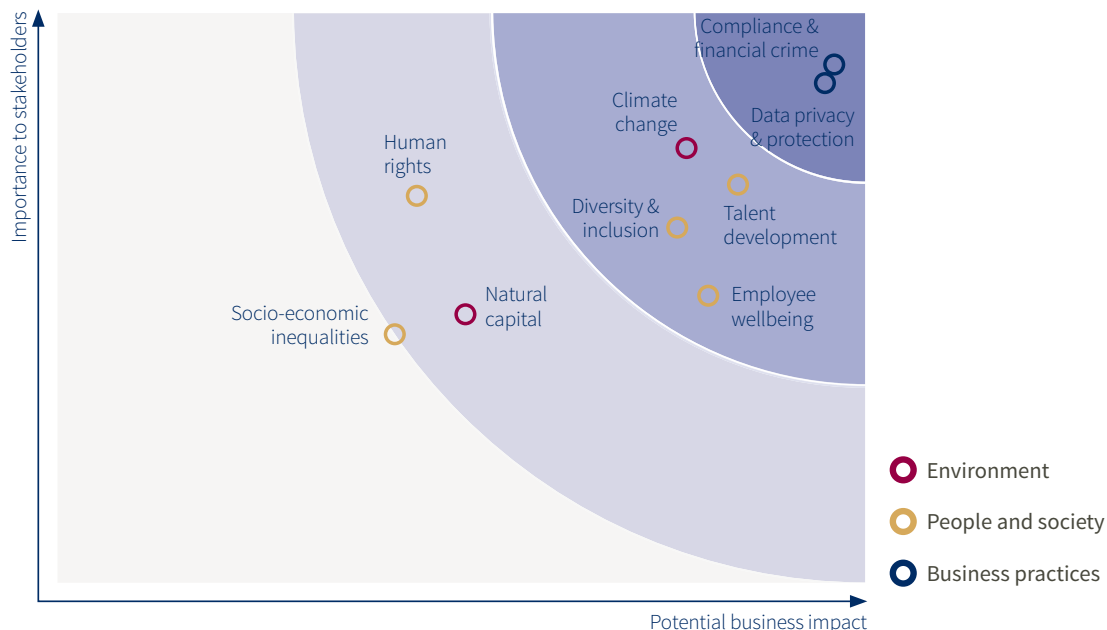 Importance to stakeholders
Compliance &
financial crime
Data privacy
& protection
Climate
change
Human
rights
Talent
development
Diversity &
inclusion
Employee
wellbeing
Natural
capital
Socio-economic
inequalities
Environment
People and society
Business practices
Potential business impact